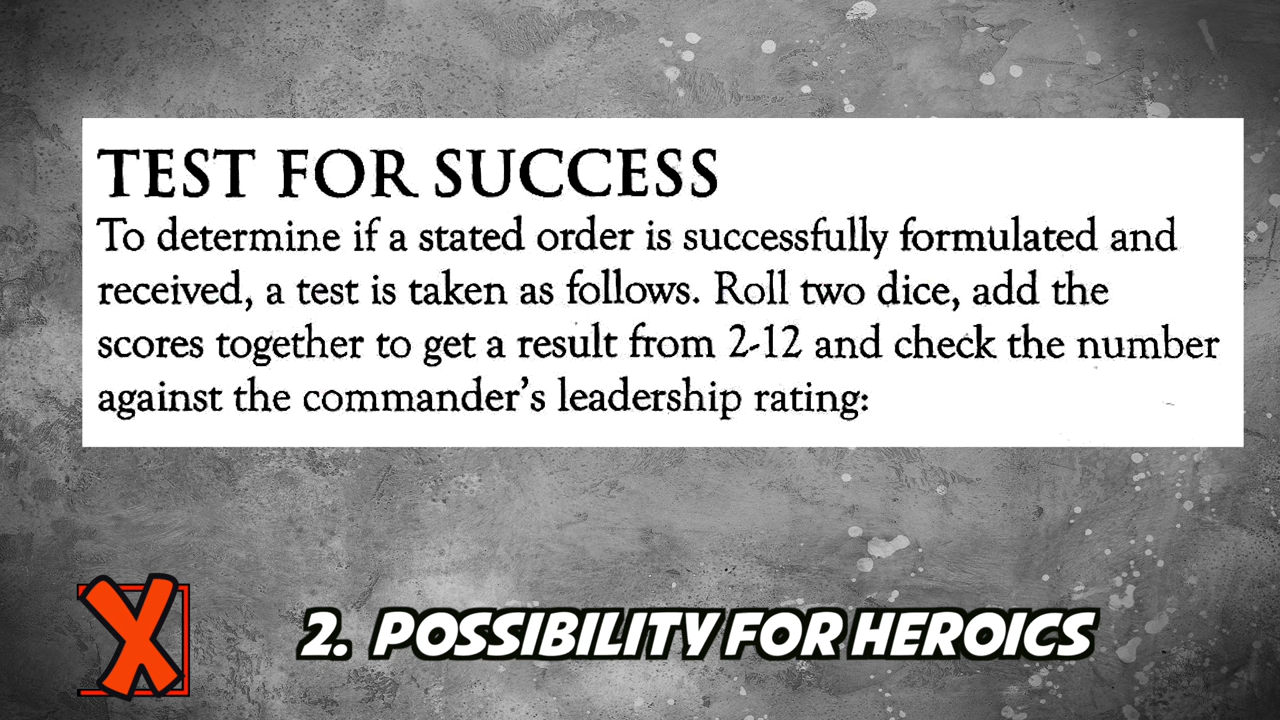 TEST FOR SUCCESS
To determine if a stated order is successfully formulated and
received, a test is taken as follows. Roll two dice, add the
scores together to get a result from 2-12 and check the number
against the commander's leadership rating:
X
2. POSSIBILITY FOR HEROICS